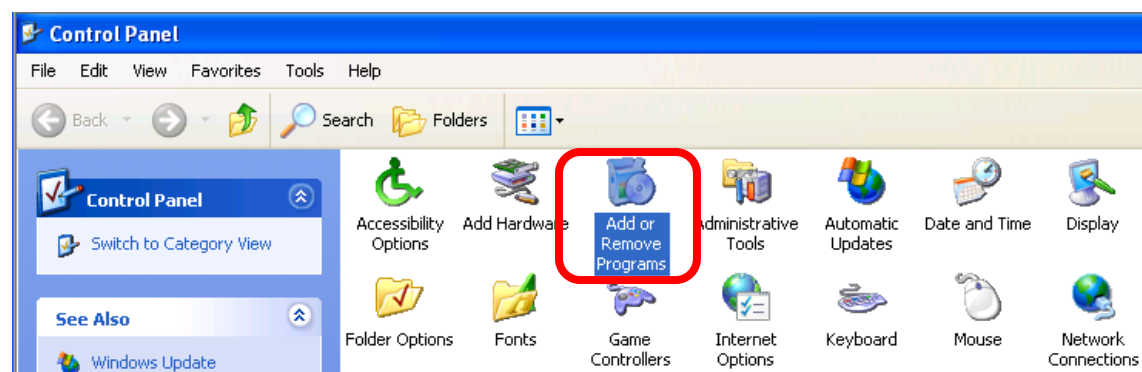 Control Panel
File Edit View Favorites Tools Help
Back Search Folders
Control Panel
Switch to Category View
See Also
Windows Update
Accessibility Options
Add Hardware
Add or Remove Programs
Administrative Tools
Automatic Updates
Date and Time
Display
Folder Options
Fonts
Game Controllers
Internet Options
Keyboard
Mouse
Network Connections